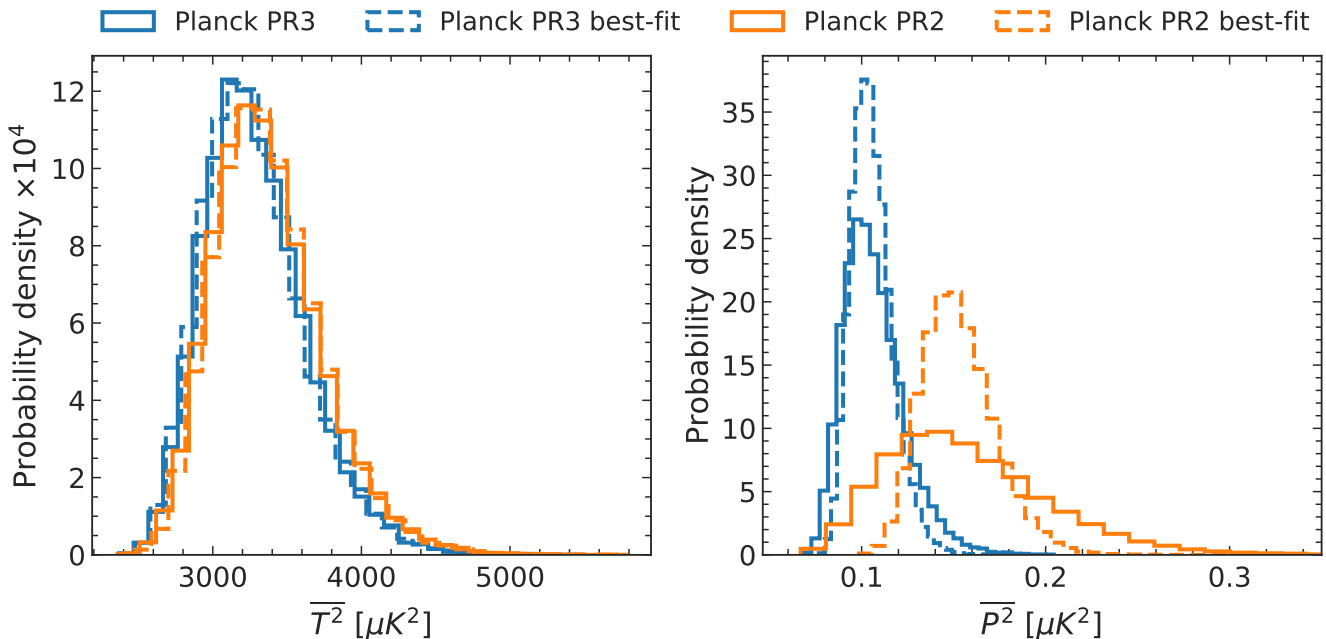 Planck PR3 Planck PR3 best-fit Planck PR2 Planck PR2 best-fit
Probability density ×10⁴
12
10
8
6
4
2
0
3000 4000 5000
T² [μK²]
Probability density
35
30
25
20
15
10
5
0
0.1 0.2 0.3
P² [μK²]